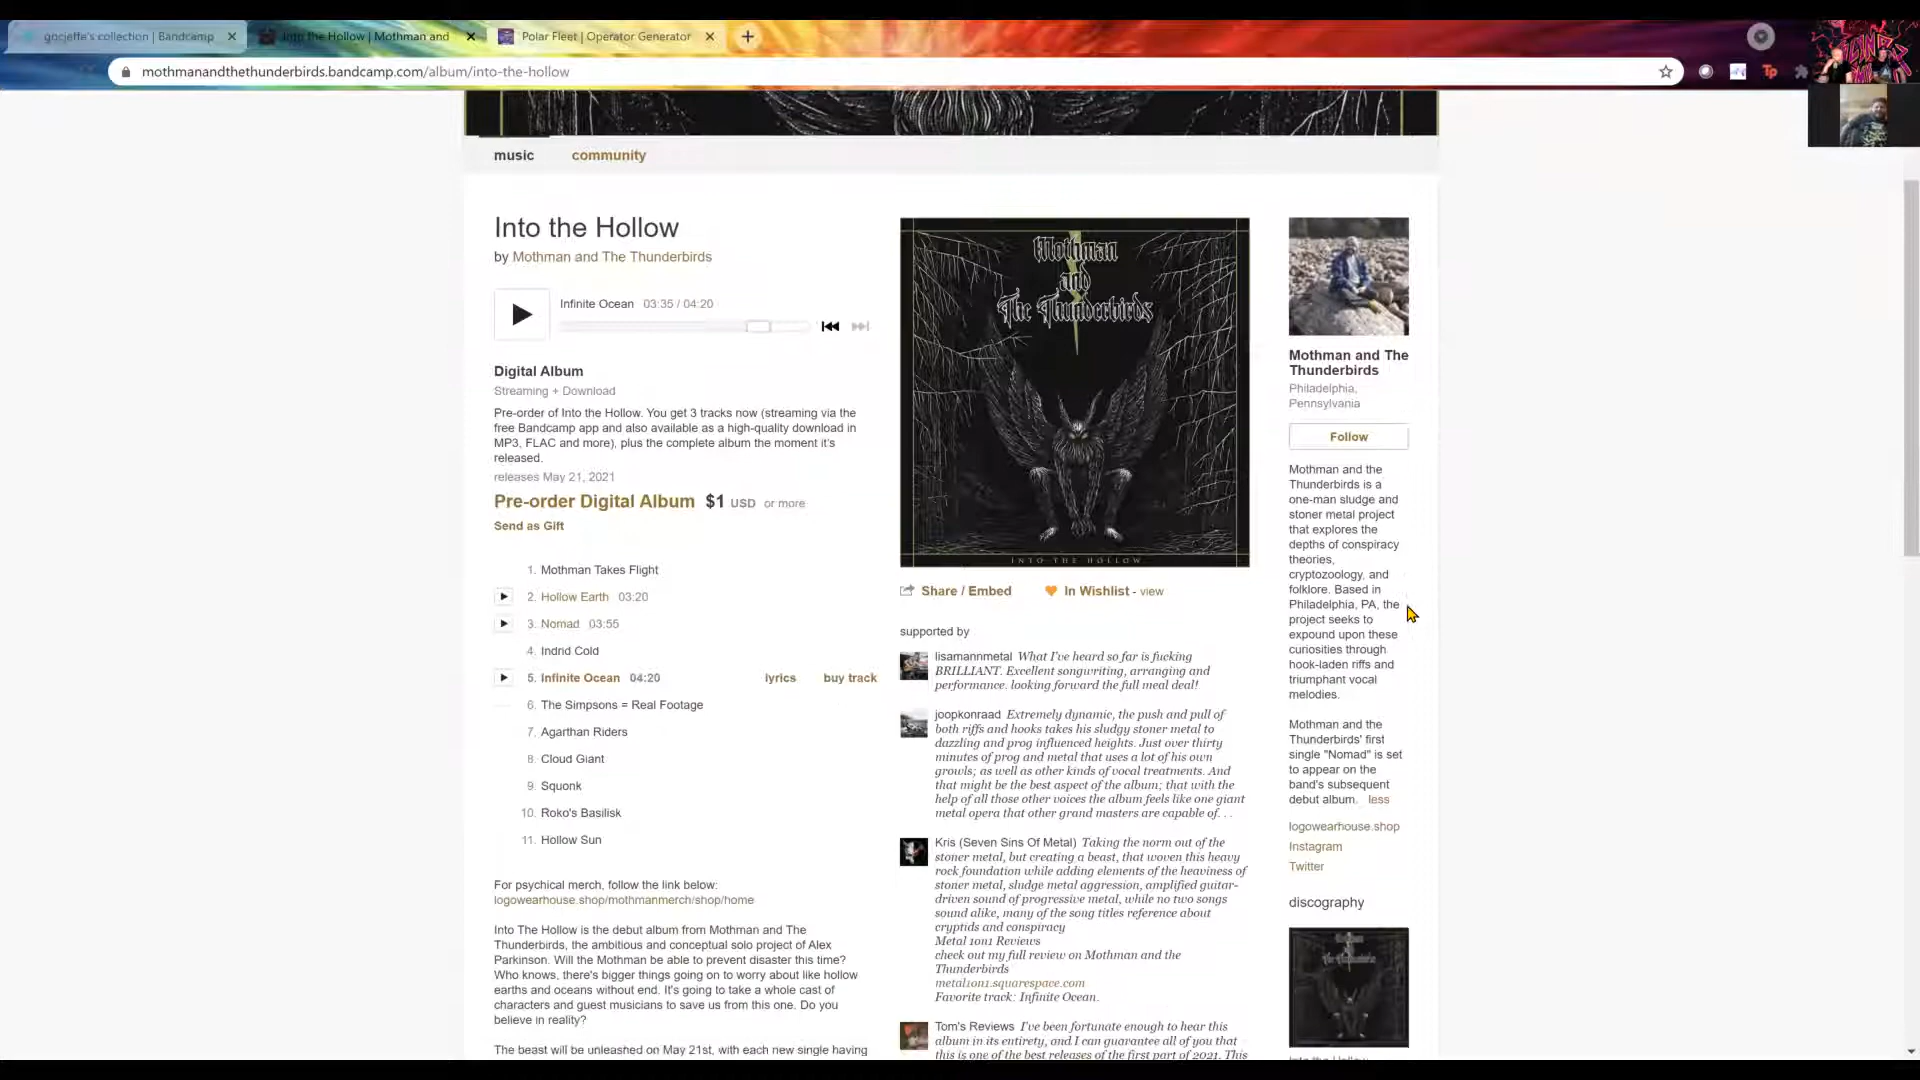 gncjeffe's collection | Bandcamp
Into the Hollow | Mothman and
Polar Fleet | Operator Generator
mothmanandthethunderbirds.bandcamp.com/album/into-the-hollow
music
community
Into the Hollow
by Mothman and The Thunderbirds
Infinite Ocean 03:35 / 04:20
Digital Album
Streaming + Download
Pre-order of Into the Hollow. You get 3 tracks now (streaming via the
free Bandcamp app and also available as a high-quality download in
MP3, FLAC and more), plus the complete album the moment it's
released.
releases May 21, 2021
Pre-order Digital Album $1 USD or more
Send as Gift
1. Mothman Takes Flight
2. Hollow Earth 03:20
3. Nomad 03:55
4. Indrid Cold
5. Infinite Ocean 04:20 lyrics buy track
6. The Simpsons = Real Footage
7. Agarthan Riders
8. Cloud Giant
9. Squonk
10. Roko's Basilisk
11. Hollow Sun
For psychical merch, follow the link below:
logowearhouse.shop/mothmanmerch/shop/home
Into The Hollow is the debut album from Mothman and The
Thunderbirds, the ambitious and conceptual solo project of Alex
Parkinson. Will the Mothman be able to prevent disaster this time?
Who knows, there's bigger things going on to worry about like hollow
earths and oceans without end. It's going to take a whole cast of
characters and guest musicians to save us from this one. Do you
believe in reality?
The beast will be unleashed on May 21st, with each new single having
Mothman
and
The Thunderbirds
INTO THE HOLLOW
Share / Embed
In Wishlist - view
supported by
lisamannmetal What I've heard so far is fucking
BRILLIANT. Excellent songwriting, arranging and
performance. looking forward the full meal deal!
joopkonraad Extremely dynamic, the push and pull of
both riffs and hooks takes his sludgy stoner metal to
dazzling and prog influenced heights. Just over thirty
minutes of prog and metal that uses a lot of his own
growls; as well as other kinds of vocal treatments. And
that might be the best aspect of the album; that with the
help of all those other voices the album feels like one giant
metal opera that other grand masters are capable of. . .
Kris (Seven Sins Of Metal) Taking the norm out of the
stoner metal, but creating a beast, that woven this heavy
rock foundation while adding elements of the heaviness of
stoner metal, sludge metal aggression, amplified guitar-
driven sound of progressive metal, while no two songs
sound alike, many of the song titles reference about
cryptids and conspiracy
Metal 1on1 Reviews
check out my full review on Mothman and the
Thunderbirds
metal1on1.squarespace.com
Favorite track: Infinite Ocean.
Tom's Reviews I've been fortunate enough to hear this
album in its entirety, and I can guarantee all of you that
this is one of the best releases of the first part of 2021. This
Mothman and The
Thunderbirds
Philadelphia,
Pennsylvania
Follow
Mothman and the
Thunderbirds is a
one-man sludge and
stoner metal project
that explores the
depths of conspiracy
theories,
cryptozoology, and
folklore. Based in
Philadelphia, PA, the
project seeks to
expound upon these
curiosities through
hook-laden riffs and
triumphant vocal
melodies.
Mothman and the
Thunderbirds' first
single "Nomad" is set
to appear on the
band's subsequent
debut album. less
logowearhouse.shop
Instagram
Twitter
discography